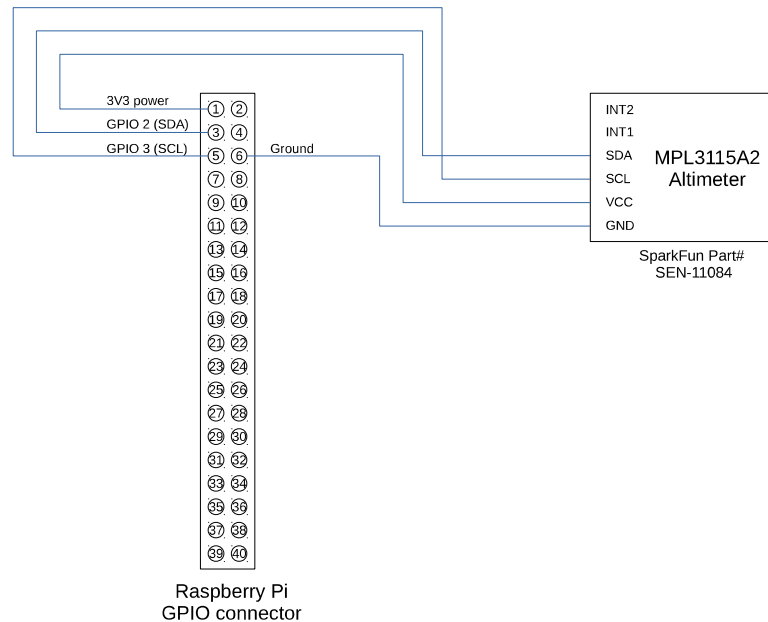 3V3 power
GPIO 2 (SDA)
GPIO 3 (SCL)
Ground
1 2
3 4
5 6
7 8
9 10
11 12
13 14
15 16
17 18
19 20
21 22
23 24
25 26
27 28
29 30
31 32
33 34
35 36
37 38
39 40
Raspberry Pi
GPIO connector
INT2
INT1
SDA
SCL
VCC
GND
MPL3115A2
Altimeter
SparkFun Part#
SEN-11084